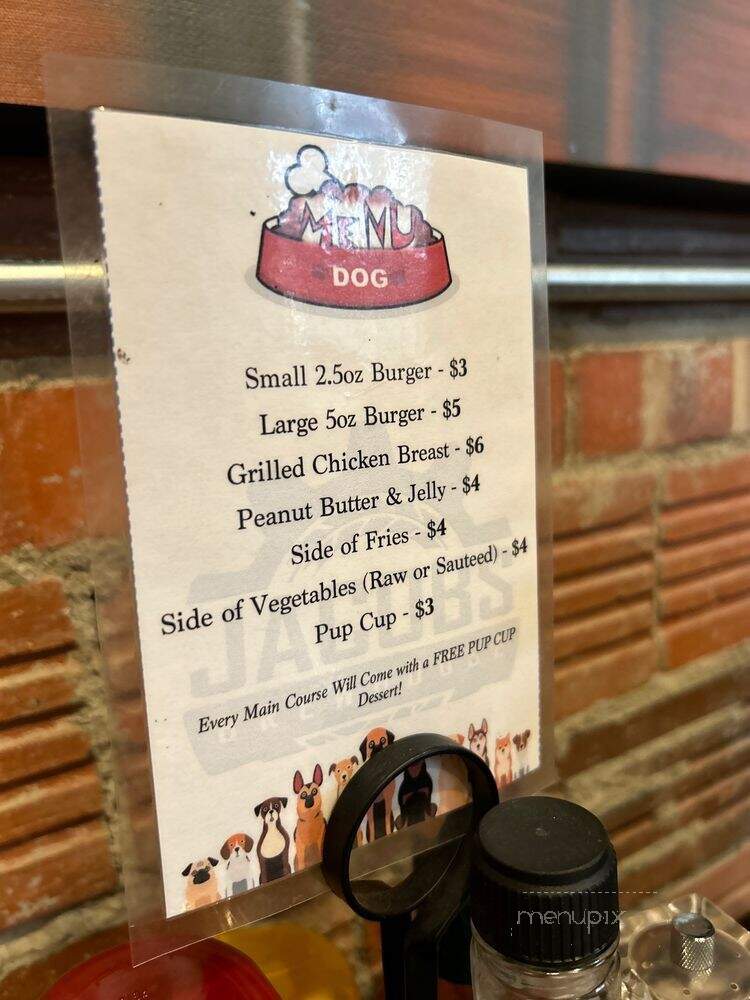 MENU
DOG
Small 2.5oz Burger - $3
Large 5oz Burger - $5
Grilled Chicken Breast - $6
Peanut Butter & Jelly - $4
Side of Fries - $4
Side of Vegetables (Raw or Sauteed) - $4
Pup Cup - $3
JACOBS
Every Main Course Will Come with a FREE PUP CUP
Dessert!
menupix